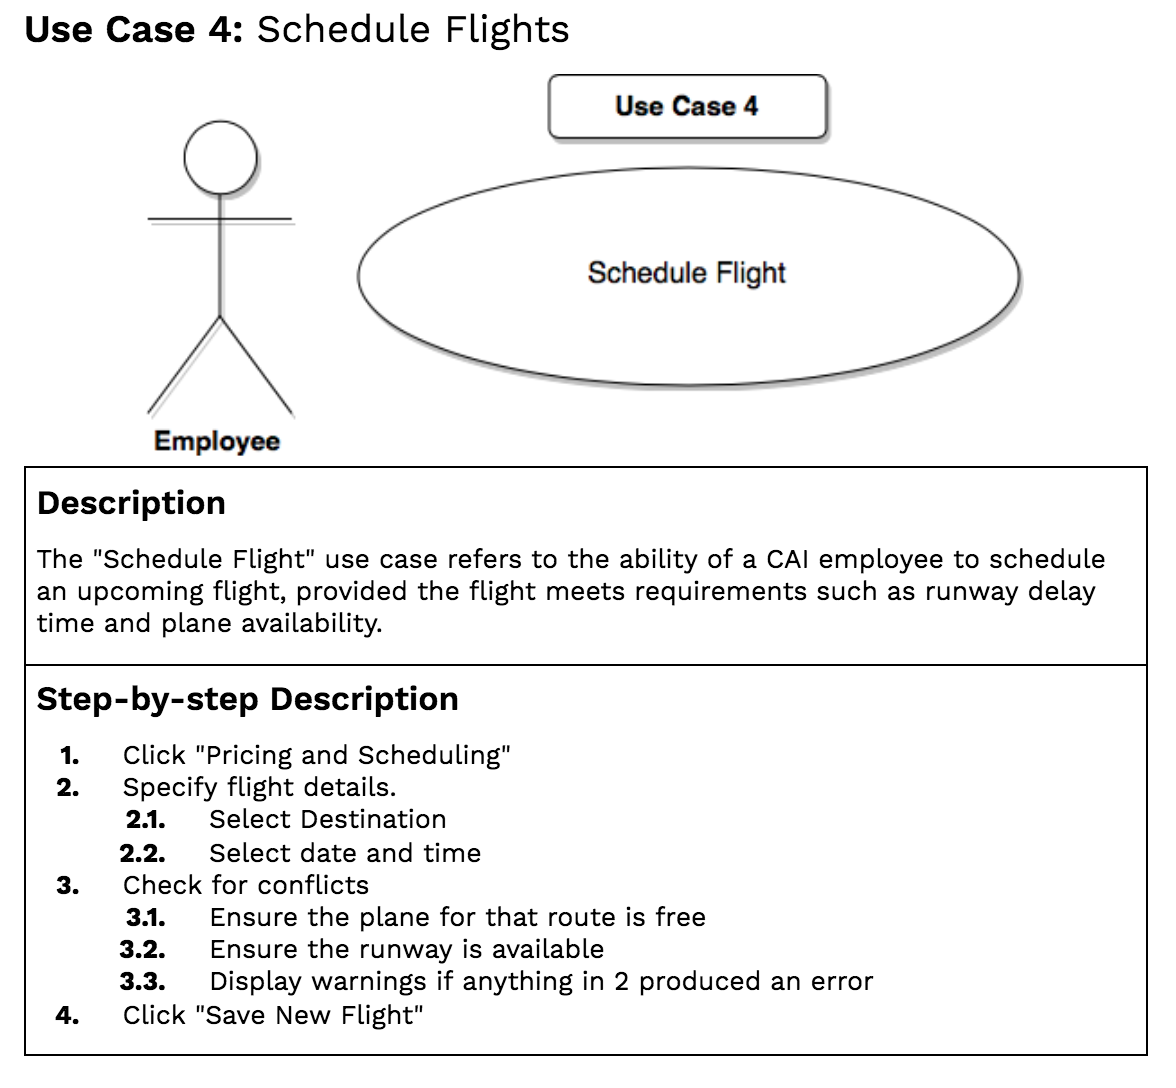 Use Case 4: Schedule Flights
Use Case 4
Schedule Flight
Employee
Description
The "Schedule Flight" use case refers to the ability of a CAI employee to schedule
an upcoming flight, provided the flight meets requirements such as runway delay
time and plane availability.
Step-by-step Description
1. Click "Pricing and Scheduling"
2. Specify flight details.
2.1. Select Destination
2.2. Select date and time
3. Check for conflicts
3.1. Ensure the plane for that route is free
3.2. Ensure the runway is available
3.3. Display warnings if anything in 2 produced an error
4. Click "Save New Flight"